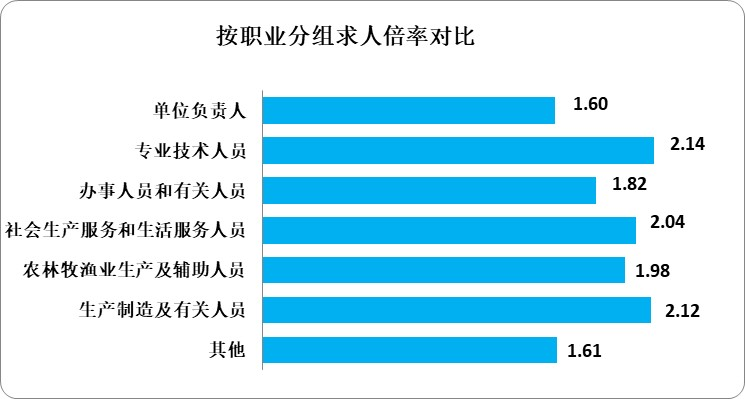 按职业分组求人倍率对比
单位负责人 1.60
专业技术人员 2.14
办事人员和有关人员 1.82
社会生产服务和生活服务人员 2.04
农林牧渔业生产及辅助人员 1.98
生产制造及有关人员 2.12
其他 1.61